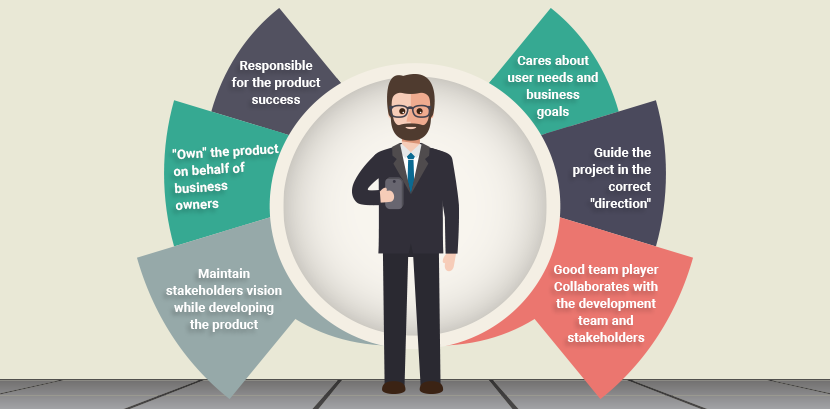 Responsible
for the product
success
"Own" the product
on behalf of
business
owners
Maintain
stakeholders vision
while developing
the product
Cares about
user needs and
business
goals
Guide the
project in the
correct
"direction"
Good team player
Collaborates with
the development
team and
stakeholders